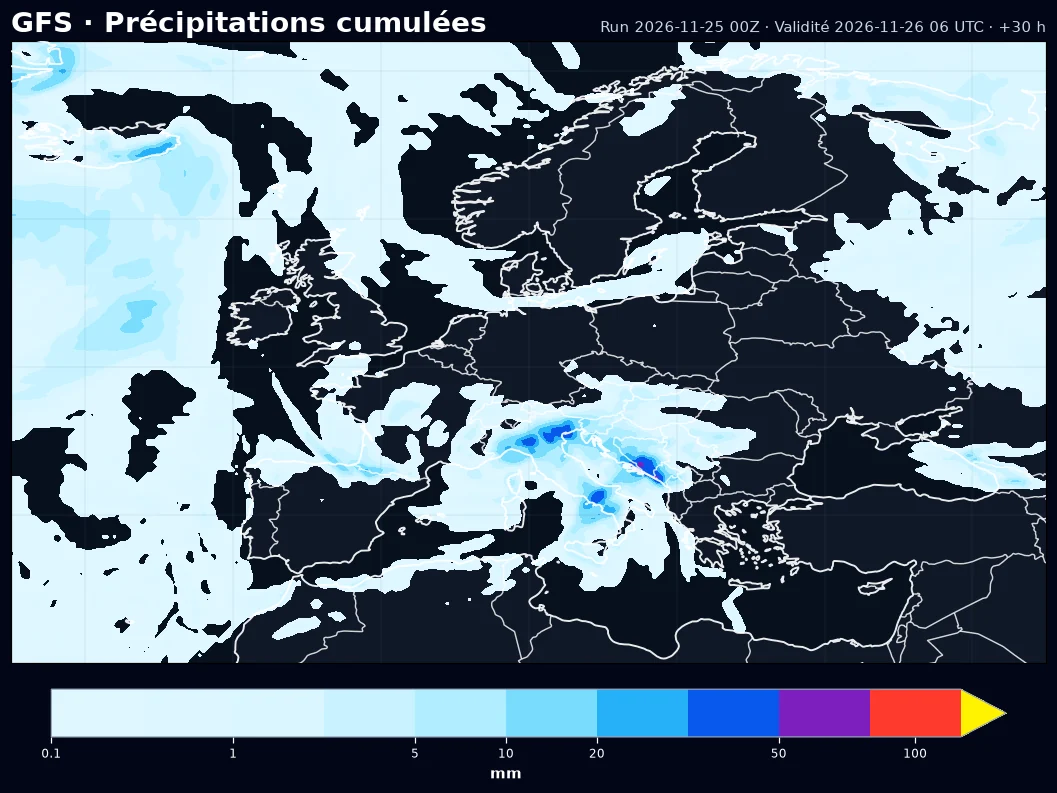 GFS · Précipitations cumulées
Run 2026-11-25 00Z · Validité 2026-11-26 06 UTC · +30 h
0.1 1 5 10 20 50 100
mm